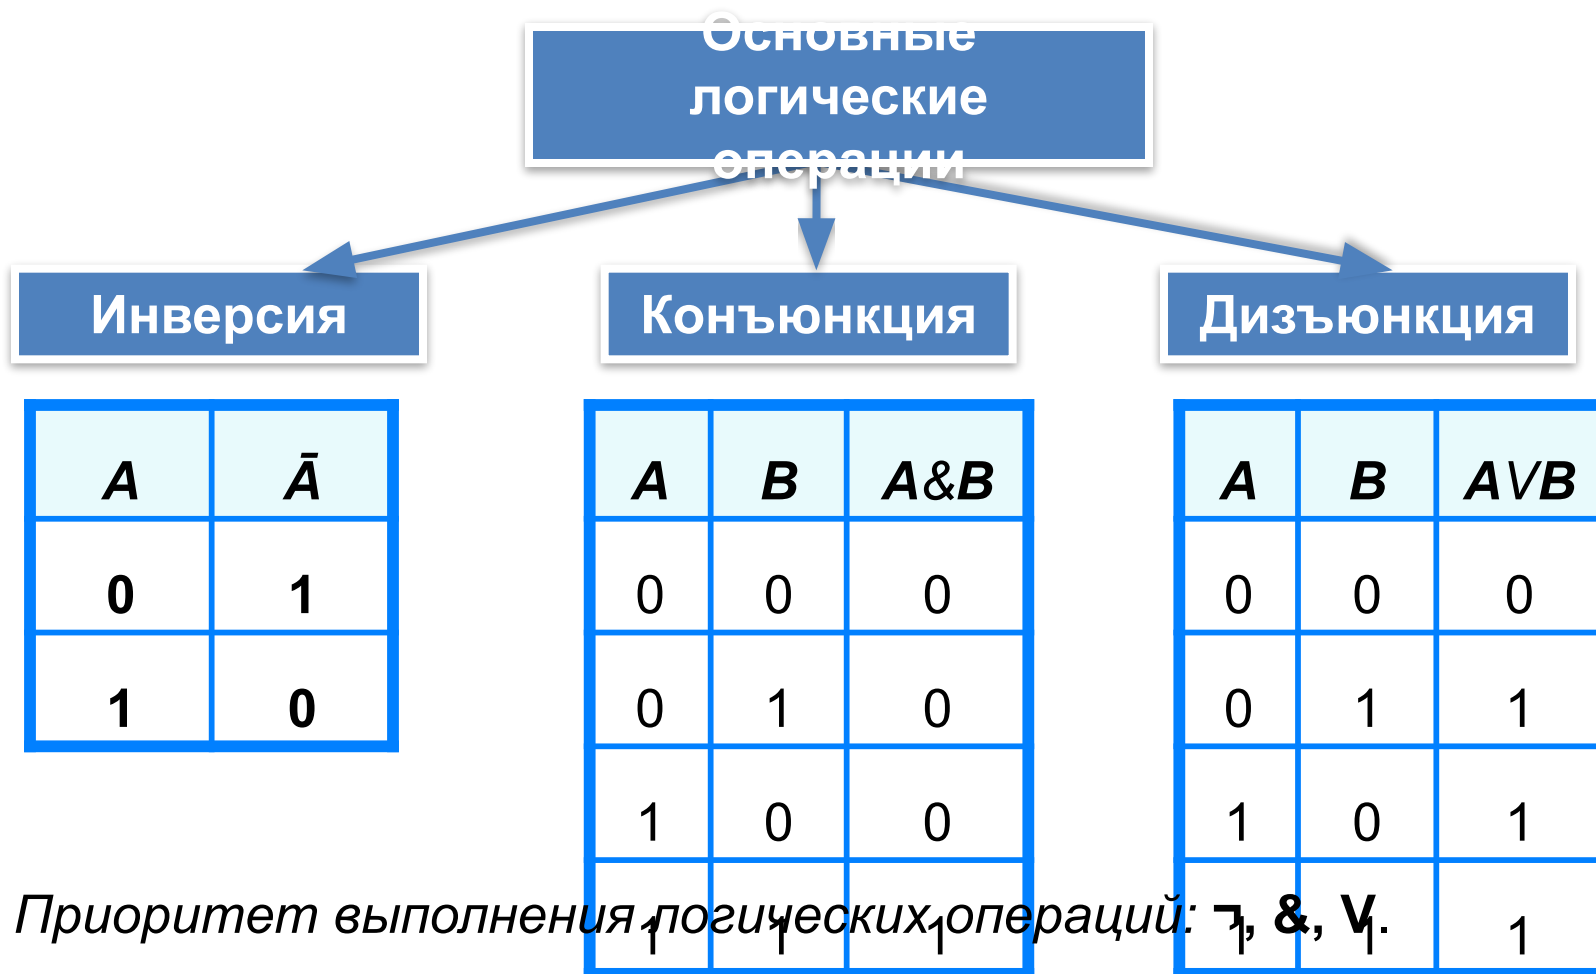 Основные
логические
операции
Инверсия
Конъюнкция
Дизъюнкция
A Ā
0 1
1 0
A B A&B
0 0 0
0 1 0
1 0 0
1 1 1
A B AVB
0 0 0
0 1 1
1 0 1
1 1 1
Приоритет выполнения логических операций: ¬, &, V.